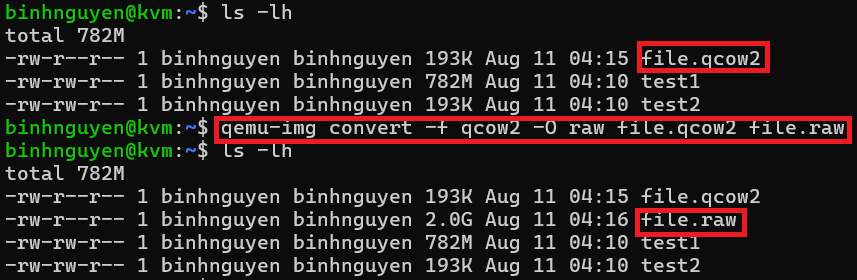 binhnguyen@kvm:~$ ls -lh
total 782M
-rw-r--r-- 1 binhnguyen binhnguyen 193K Aug 11 04:15 file.qcow2
-rw-rw-r-- 1 binhnguyen binhnguyen 782M Aug 11 04:10 test1
-rw-rw-r-- 1 binhnguyen binhnguyen 193K Aug 11 04:10 test2
binhnguyen@kvm:~$ qemu-img convert -f qcow2 -O raw file.qcow2 file.raw
binhnguyen@kvm:~$ ls -lh
total 782M
-rw-r--r-- 1 binhnguyen binhnguyen 193K Aug 11 04:15 file.qcow2
-rw-r--r-- 1 binhnguyen binhnguyen 2.0G Aug 11 04:16 file.raw
-rw-rw-r-- 1 binhnguyen binhnguyen 782M Aug 11 04:10 test1
-rw-rw-r-- 1 binhnguyen binhnguyen 193K Aug 11 04:10 test2